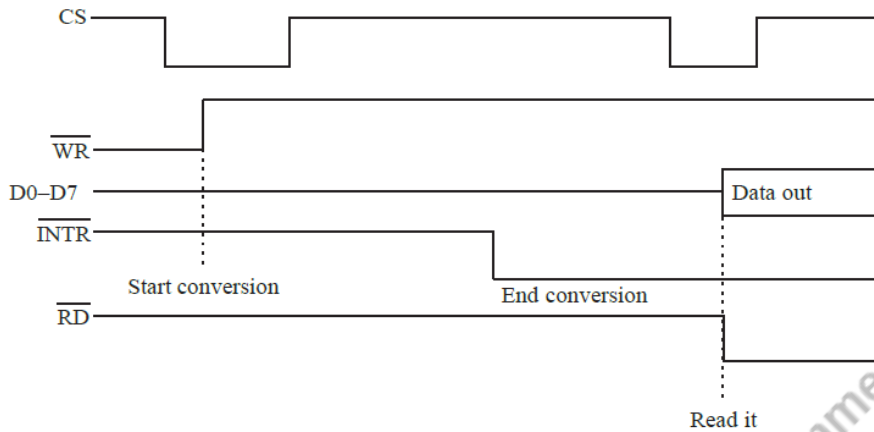 CS
WR
D0–D7
Data out
INTR
Start conversion
End conversion
RD
Read it